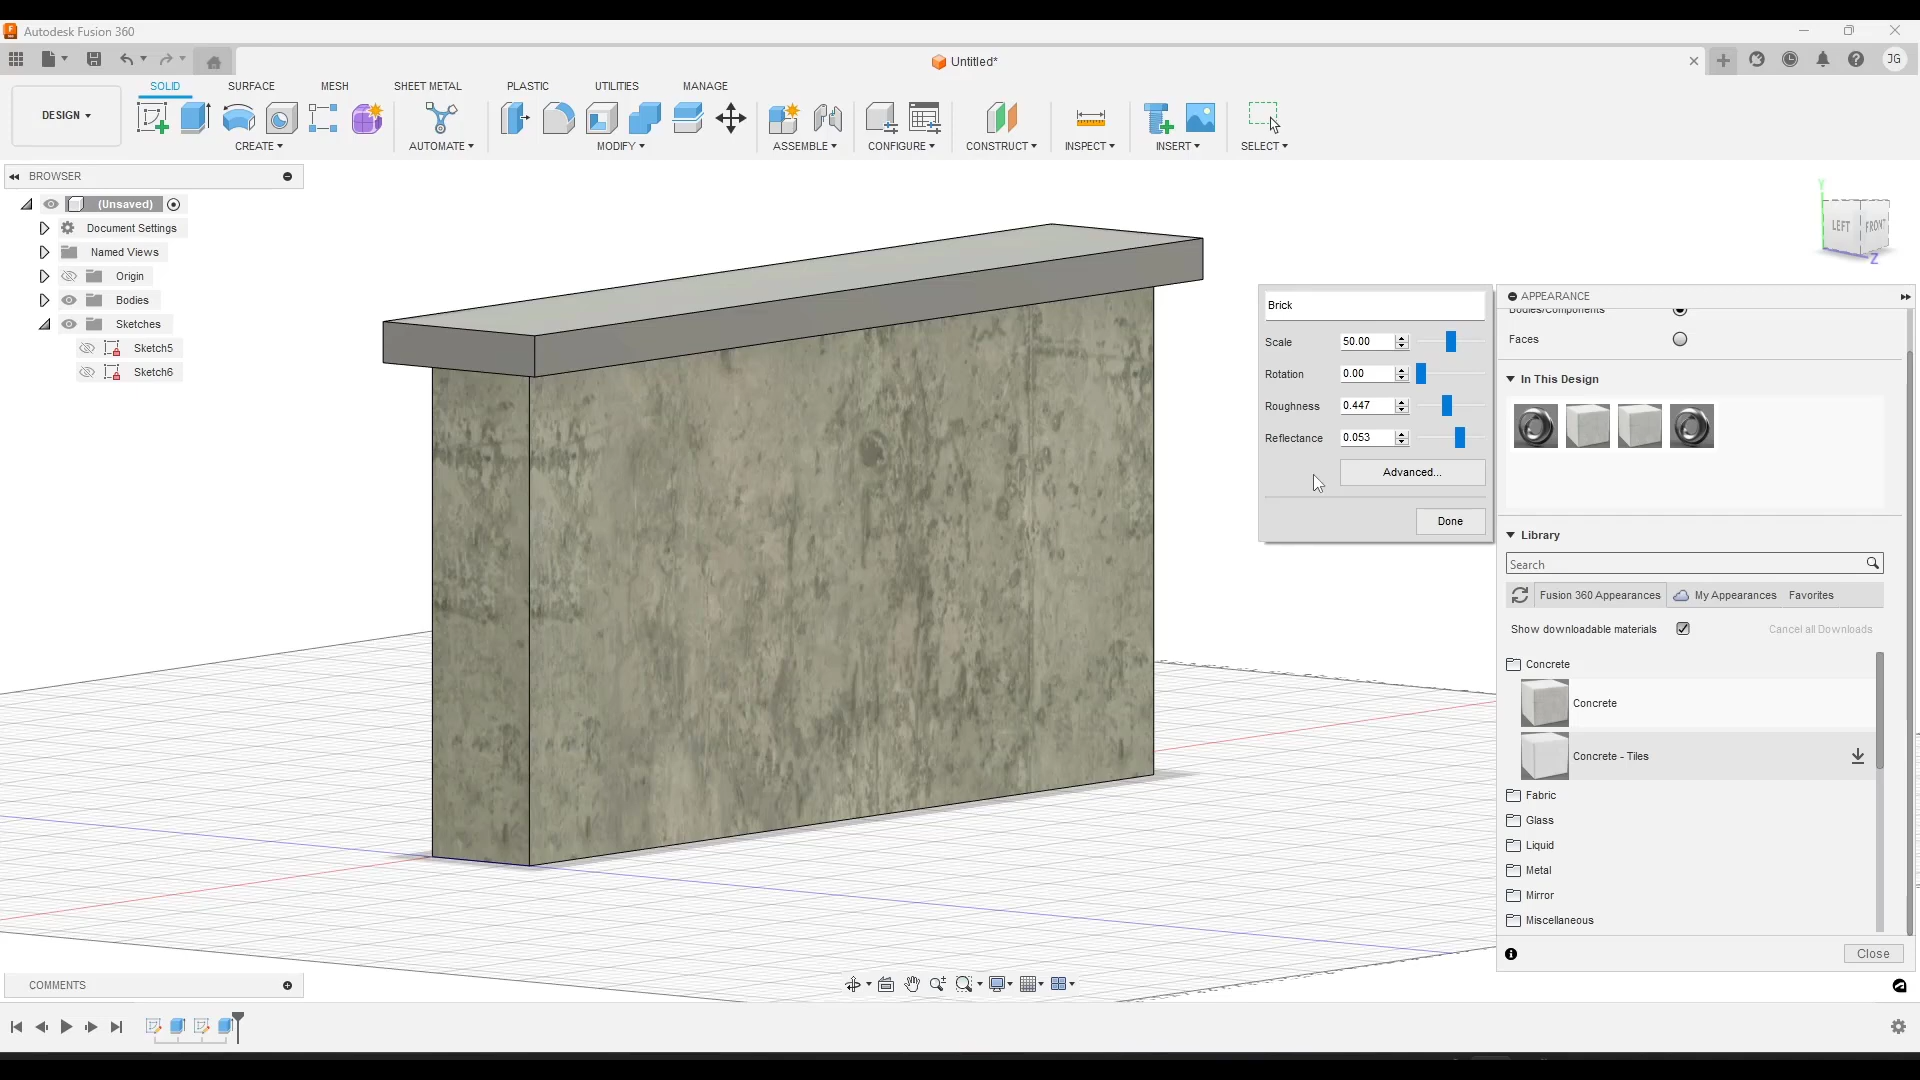 Autodesk Fusion 360
Untitled*
JG
DESIGN
SOLID
SURFACE
MESH
SHEET METAL
PLASTIC
UTILITIES
MANAGE
CREATE
AUTOMATE
MODIFY
ASSEMBLE
CONFIGURE
CONSTRUCT
INSPECT
INSERT
SELECT
BROWSER
(Unsaved)
Document Settings
Named Views
Origin
Bodies
Sketches
Sketch5
Sketch6
Y
LEFT
FRONT
Z
Brick
Scale 50.00
Rotation 0.00
Roughness 0.447
Reflectance 0.053
Advanced...
Done
APPEARANCE
Bodies/Components
Faces
In This Design
Library
Search
Fusion 360 Appearances
My Appearances
Favorites
Show downloadable materials
Cancel all Downloads
Concrete
Concrete
Concrete - Tiles
Fabric
Glass
Liquid
Metal
Mirror
Miscellaneous
Close
COMMENTS